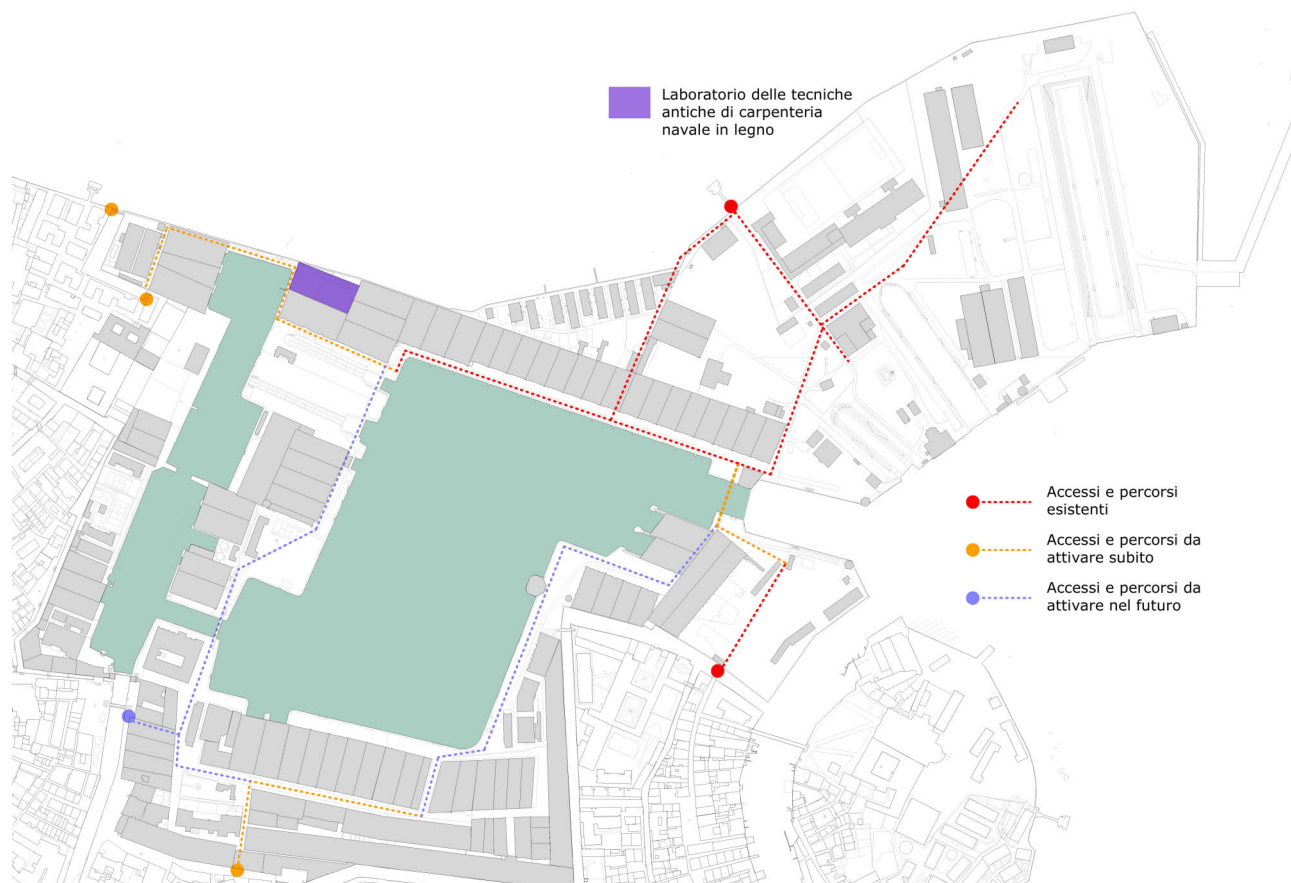 Laboratorio delle tecniche
antiche di carpenteria
navale in legno
Accessi e percorsi
esistenti
Accessi e percorsi da
attivare subito
Accessi e percorsi da
attivare nel futuro